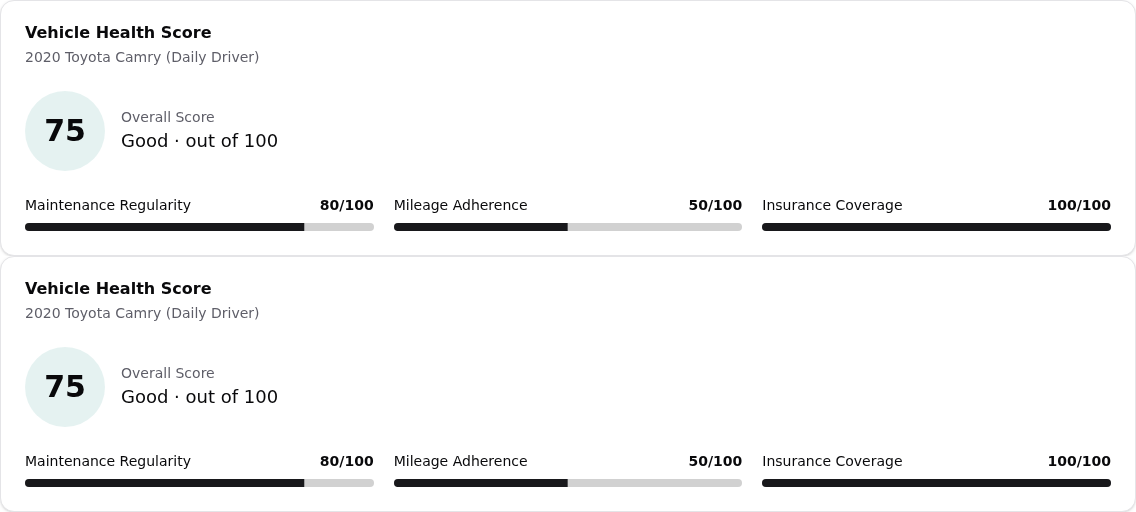 Vehicle Health Score
2020 Toyota Camry (Daily Driver)
75
Overall Score
Good · out of 100
Maintenance Regularity 80/100
Mileage Adherence 50/100
Insurance Coverage 100/100
Vehicle Health Score
2020 Toyota Camry (Daily Driver)
75
Overall Score
Good · out of 100
Maintenance Regularity 80/100
Mileage Adherence 50/100
Insurance Coverage 100/100